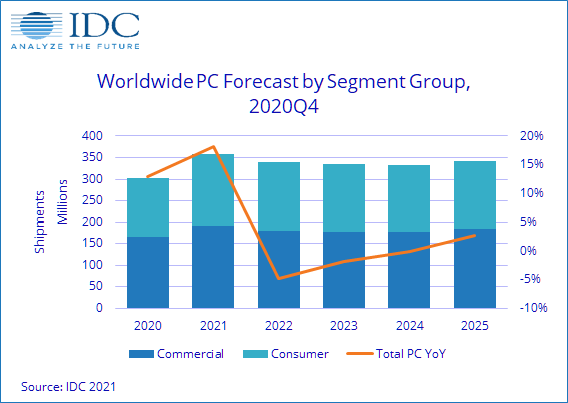 IDC
ANALYZE THE FUTURE
Worldwide PC Forecast by Segment Group,
2020Q4
Shipments
Millions
400
350
300
250
200
150
100
50
0
20%
15%
10%
5%
0%
-5%
-10%
2020 2021 2022 2023 2024 2025
Commercial Consumer Total PC YoY
Source: IDC 2021